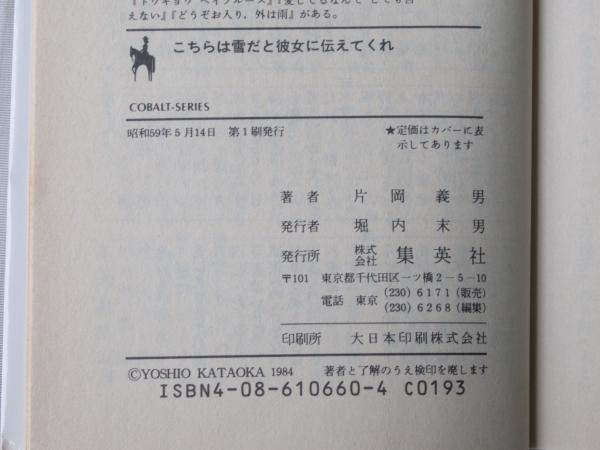 えない』『どうぞお入り,外は雨』がある。
こちらは雪だと彼女に伝えてくれ
COBALT-SERIES
昭和59年5月14日 第1刷発行
★定価はカバーに表示してあります
著者 片岡義男
発行者 堀内末男
発行所 株式会社 集英社
〒101 東京都千代田区一ツ橋2-5-10
電話 東京 (230)6171(販売)
(230)6268(編集)
印刷所 大日本印刷株式会社
©YOSHIO KATAOKA 1984 著者と了解のうえ検印を廃します
ISBN4-08-610660-4 C0193